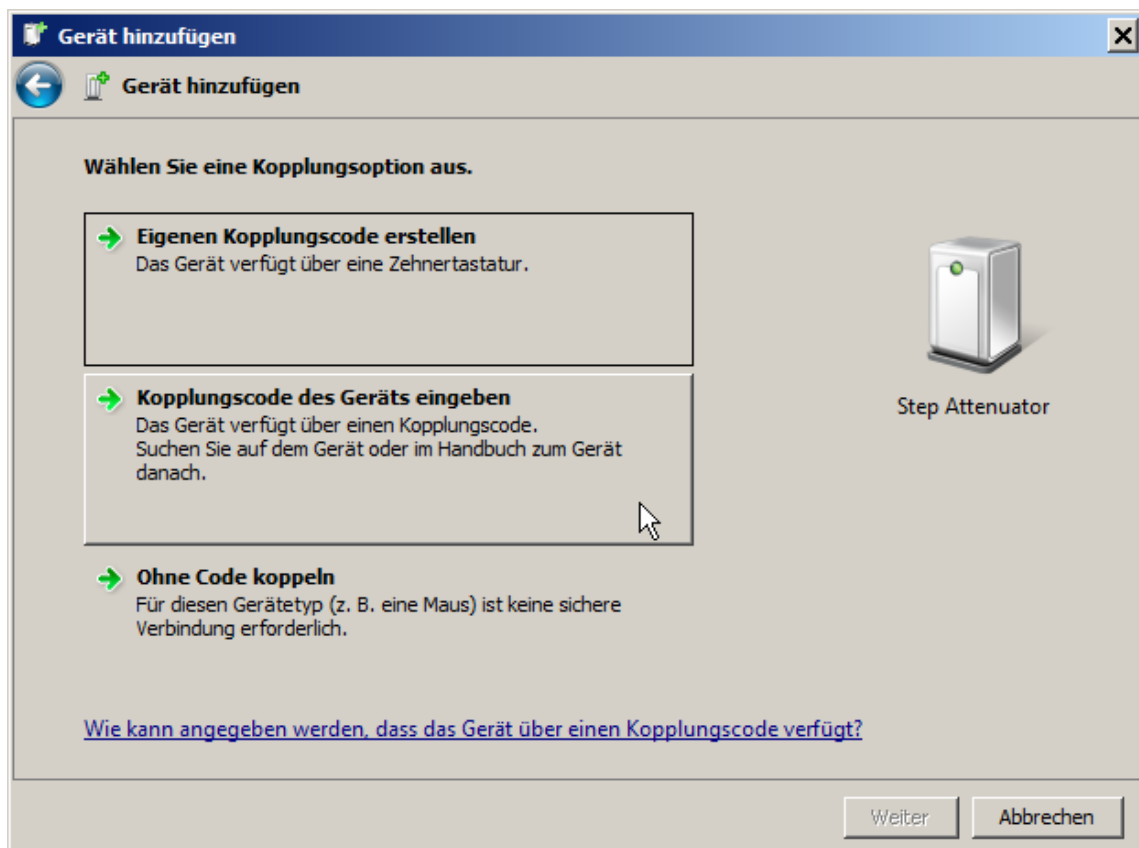 Gerät hinzufügen
Gerät hinzufügen
Wählen Sie eine Kopplungsoption aus.
Eigenen Kopplungscode erstellen
Das Gerät verfügt über eine Zehnertastatur.
Kopplungscode des Geräts eingeben
Das Gerät verfügt über einen Kopplungscode.
Suchen Sie auf dem Gerät oder im Handbuch zum Gerät
danach.
Step Attenuator
Ohne Code koppeln
Für diesen Gerätetyp (z. B. eine Maus) ist keine sichere
Verbindung erforderlich.
Wie kann angegeben werden, dass das Gerät über einen Kopplungscode verfügt?
Weiter
Abbrechen